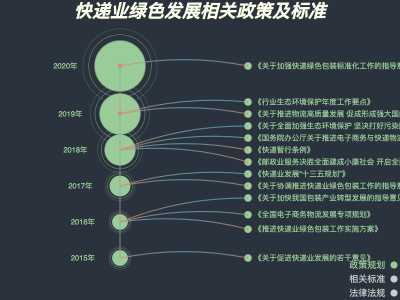 快递业绿色发展相关政策及标准
2020年
《关于加强快递绿色包装标准化工作的指导意
《行业生态环境保护年度工作要点》
2019年
《关于推进物流高质量发展 促成形成强大国
《关于全面加强生态环境保护 坚决打好污染
《国务院办公厅关于推进电子商务与快递物流
2018年
《快递暂行条例》
《邮政业服务决胜全面建成小康社会 开启全
《快递业发展“十三五规划”》
2017年
《关于协调推进快递业绿色包装工作的指导意
《关于加快我国包装产业转型发展的指导意见
《全国电子商务物流发展专项规划》
2016年
《推进快递业绿色包装工作实施方案》
2015年
《关于促进快递业发展的若干意见》
政策规划
相关标准
法律法规